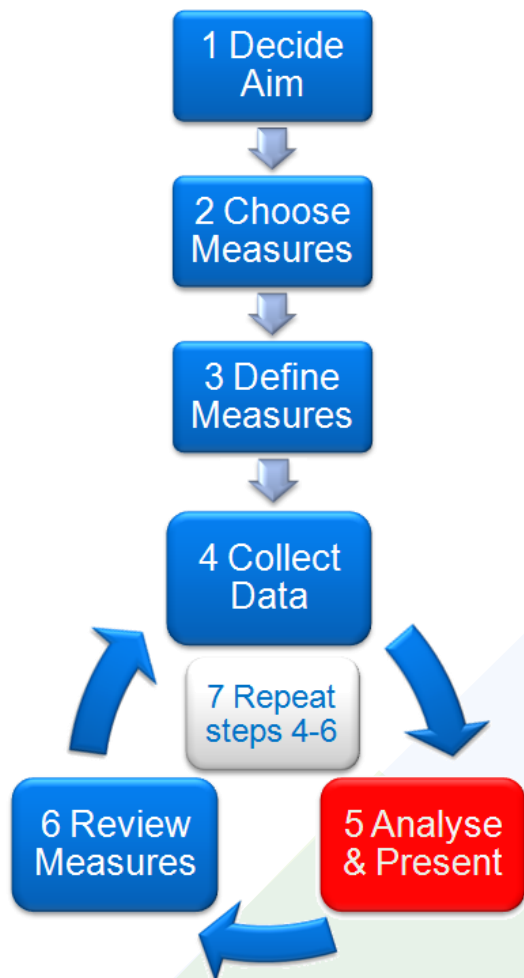 1 Decide
Aim
2 Choose
Measures
3 Define
Measures
4 Collect
Data
7 Repeat
steps 4-6
6 Review
Measures
5 Analyse
& Present